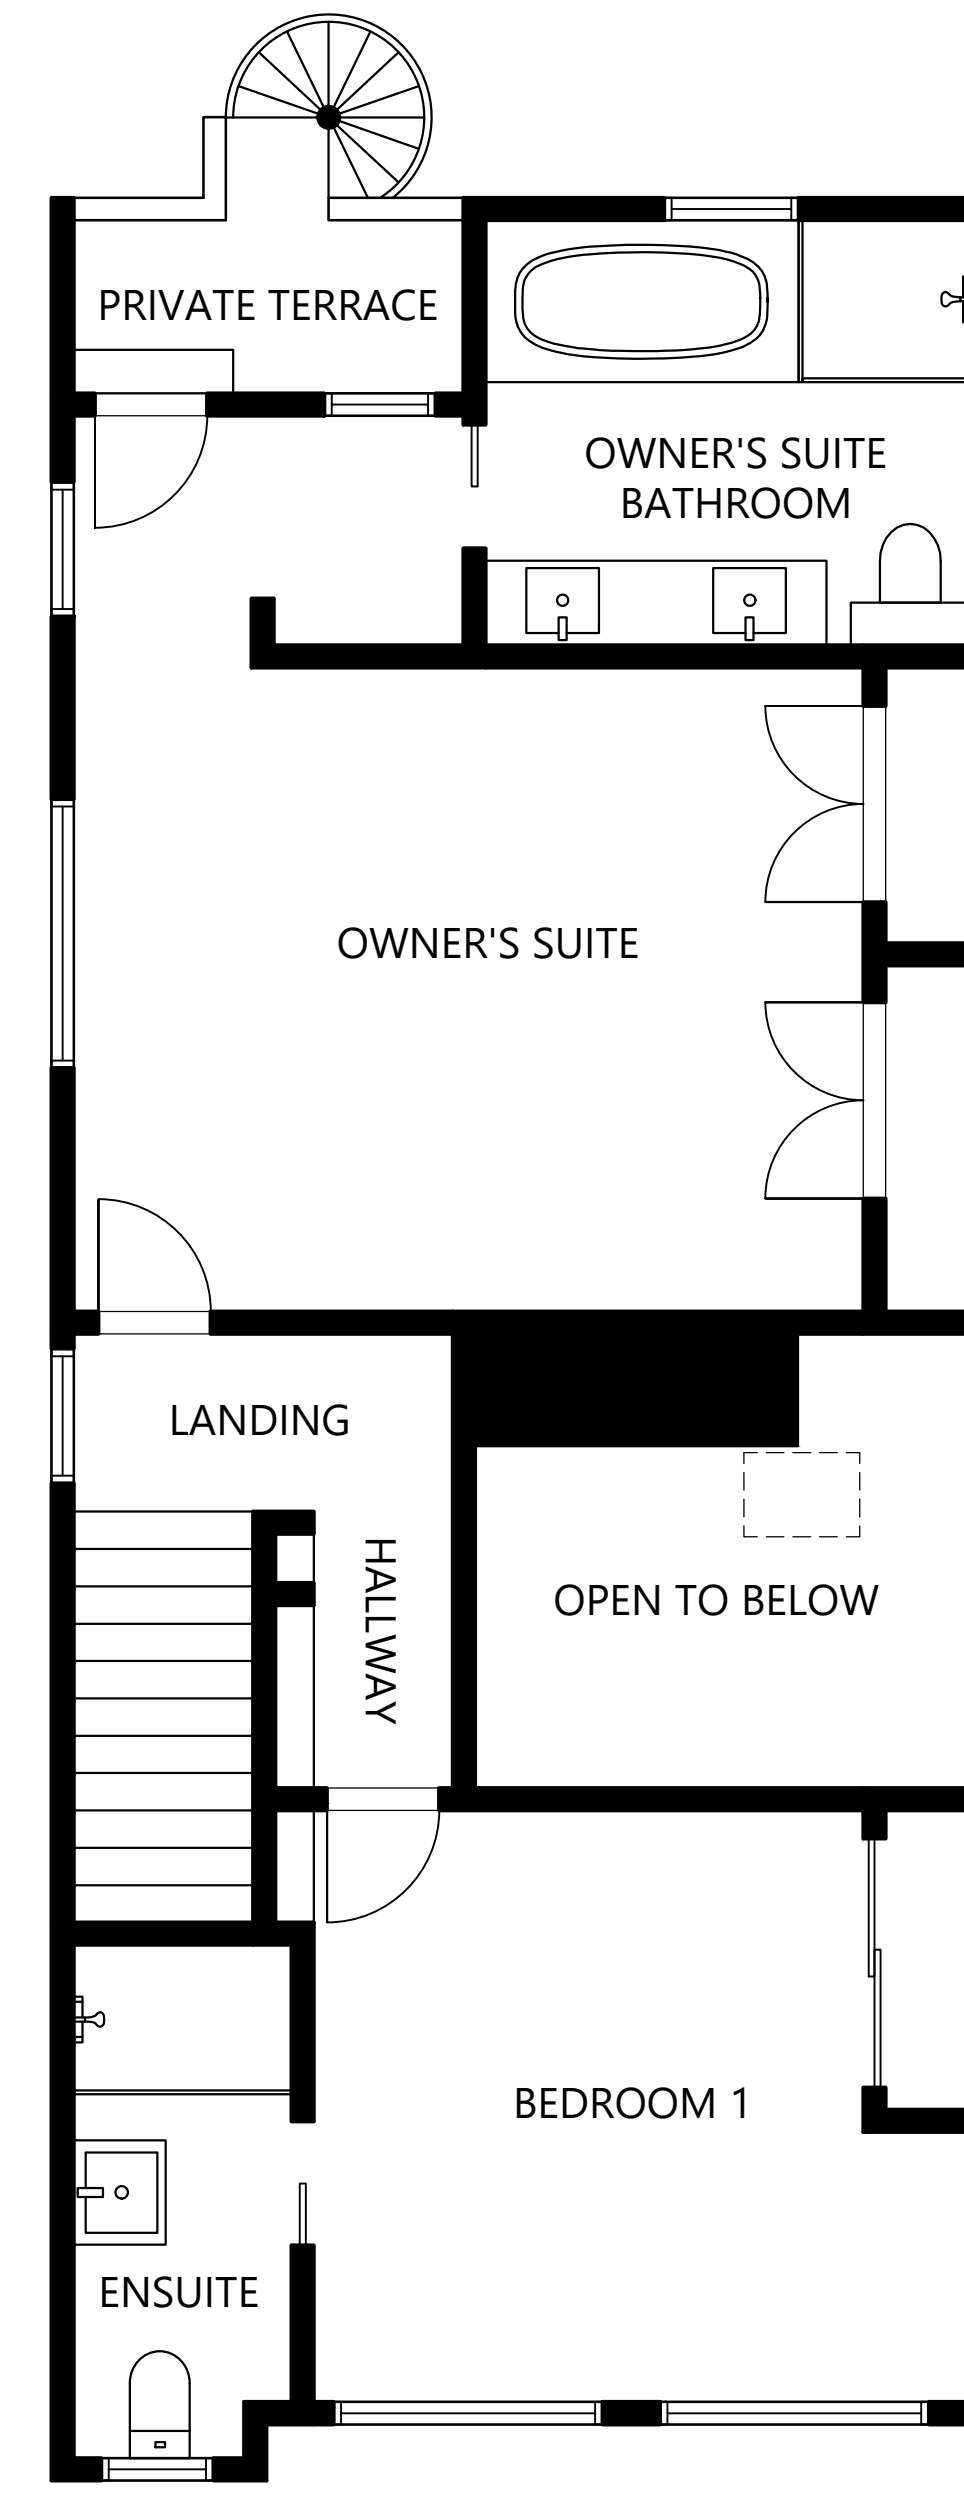 PRIVATE TERRACE
OWNER'S SUITE
BATHROOM
OWNER'S SUITE
LANDING
HALLWAY
OPEN TO BELOW
BEDROOM 1
ENSUITE